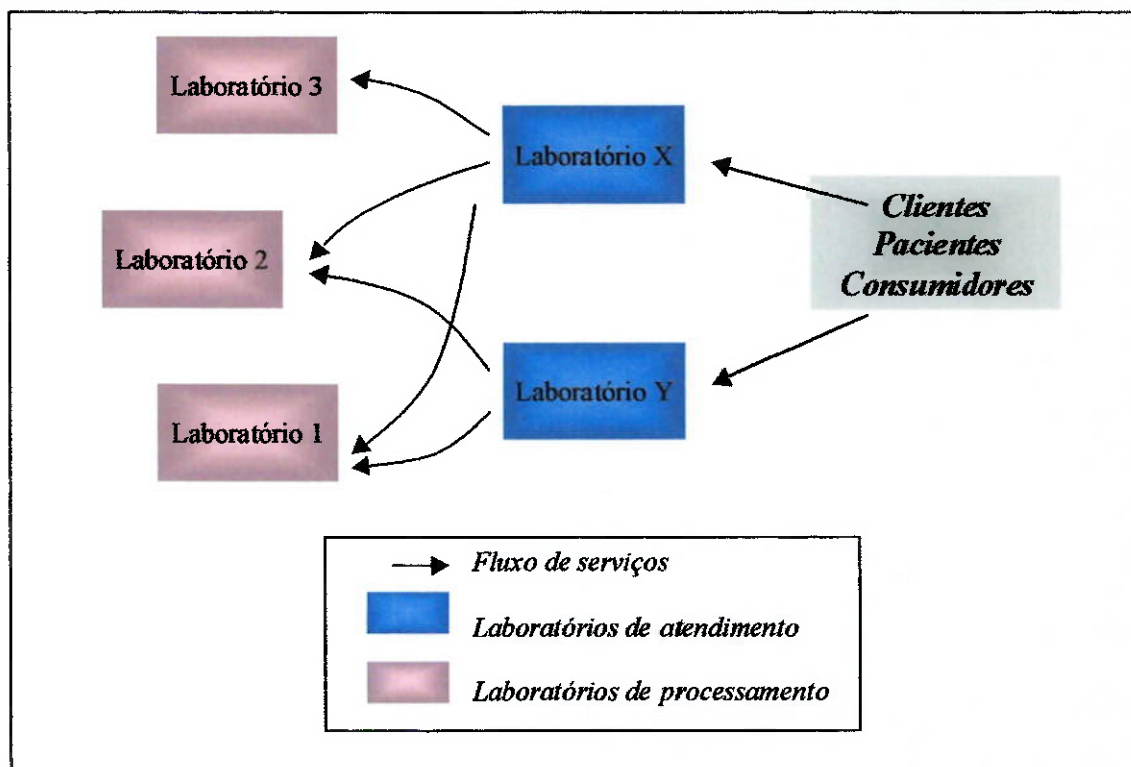 Laboratório 3
Laboratório X
Clientes
Pacientes
Consumidores
Laboratório 2
Laboratório Y
Laboratório 1
Fluxo de serviços
Laboratórios de atendimento
Laboratórios de processamento